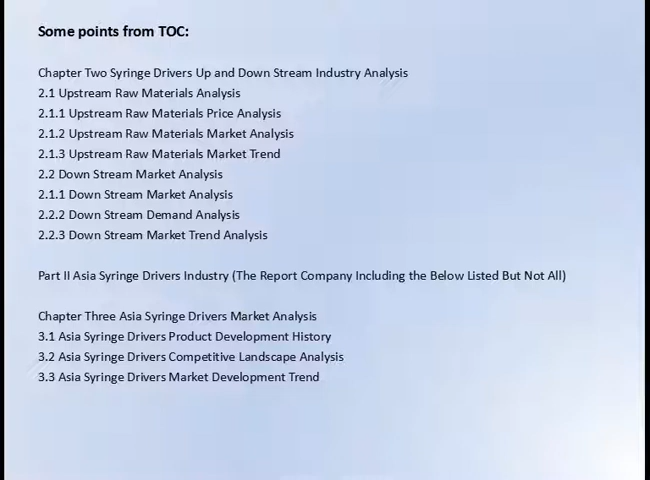 Some points from TOC:
Chapter Two Syringe Drivers Up and Down Stream Industry Analysis
2.1 Upstream Raw Materials Analysis
2.1.1 Upstream Raw Materials Price Analysis
2.1.2 Upstream Raw Materials Market Analysis
2.1.3 Upstream Raw Materials Market Trend
2.2 Down Stream Market Analysis
2.1.1 Down Stream Market Analysis
2.2.2 Down Stream Demand Analysis
2.2.3 Down Stream Market Trend Analysis
Part II Asia Syringe Drivers Industry (The Report Company Including the Below Listed But Not All)
Chapter Three Asia Syringe Drivers Market Analysis
3.1 Asia Syringe Drivers Product Development History
3.2 Asia Syringe Drivers Competitive Landscape Analysis
3.3 Asia Syringe Drivers Market Development Trend